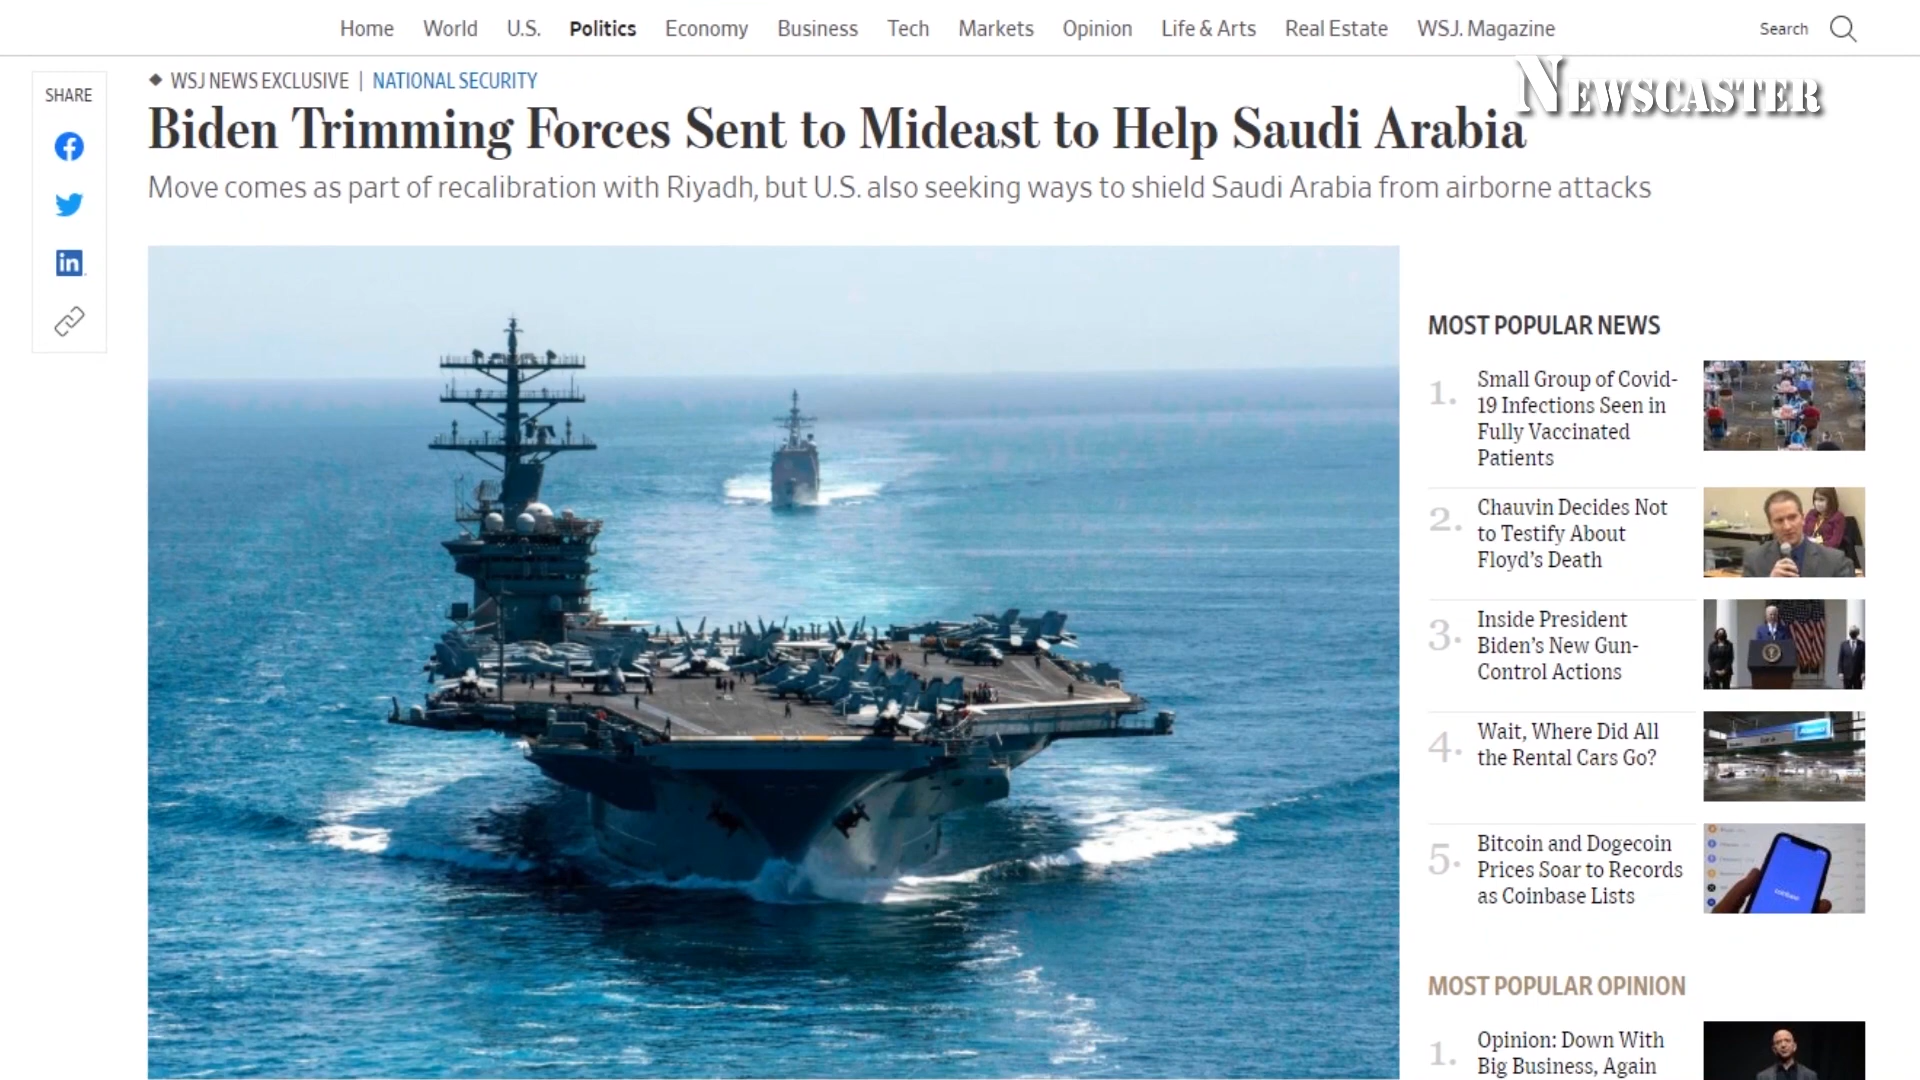 Home World U.S. Politics Economy Business Tech Markets Opinion Life & Arts Real Estate WSJ. Magazine Search
NEWSCASTER
SHARE
WSJ NEWS EXCLUSIVE | NATIONAL SECURITY
Biden Trimming Forces Sent to Mideast to Help Saudi Arabia
Move comes as part of recalibration with Riyadh, but U.S. also seeking ways to shield Saudi Arabia from airborne attacks
in
MOST POPULAR NEWS
1. Small Group of Covid-
19 Infections Seen in
Fully Vaccinated
Patients
2. Chauvin Decides Not
to Testify About
Floyd's Death
3. Inside President
Biden's New Gun-
Control Actions
4. Wait, Where Did All
the Rental Cars Go?
5. Bitcoin and Dogecoin
Prices Soar to Records
as Coinbase Lists
coinbase
MOST POPULAR OPINION
1. Opinion: Down With
Big Business, Again